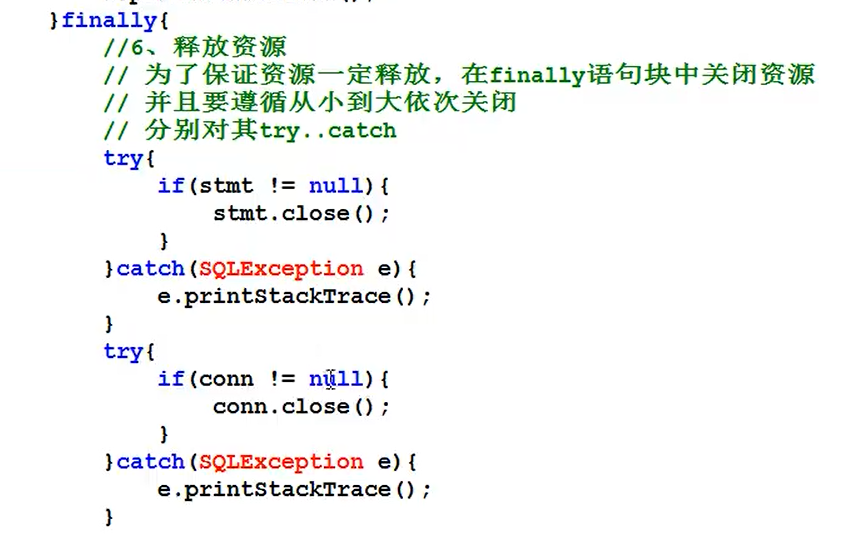 }finally{
//6、释放资源
// 为了保证资源一定释放，在finally语句块中关闭资源
// 并且要遵循从小到大依次关闭
// 分别对其try..catch
try{
if(stmt != null){
stmt.close();
}
}catch(SQLException e){
e.printStackTrace();
}
try{
if(conn != null){
conn.close();
}
}catch(SQLException e){
e.printStackTrace();
}